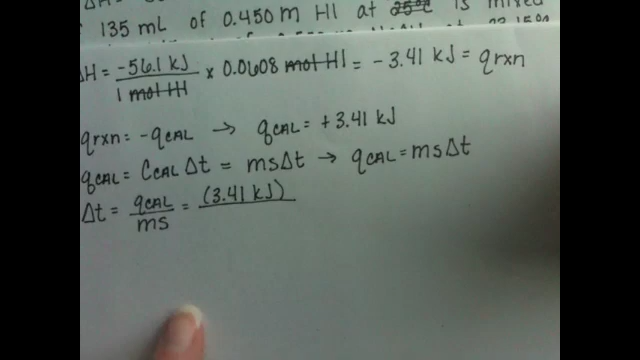 135 mL of 0.450 m HI at 25°C is mixed
ΔH = -56.1 kJ / 1 mol HI × 0.0608 mol HI = - 3.41 kJ = qrxn
qrxn = -qCAL → qCAL = +3.41 kJ
qCAL = CCAL Δt = msΔt → qCAL = msΔt
Δt = qCAL / ms = (3.41 kJ)